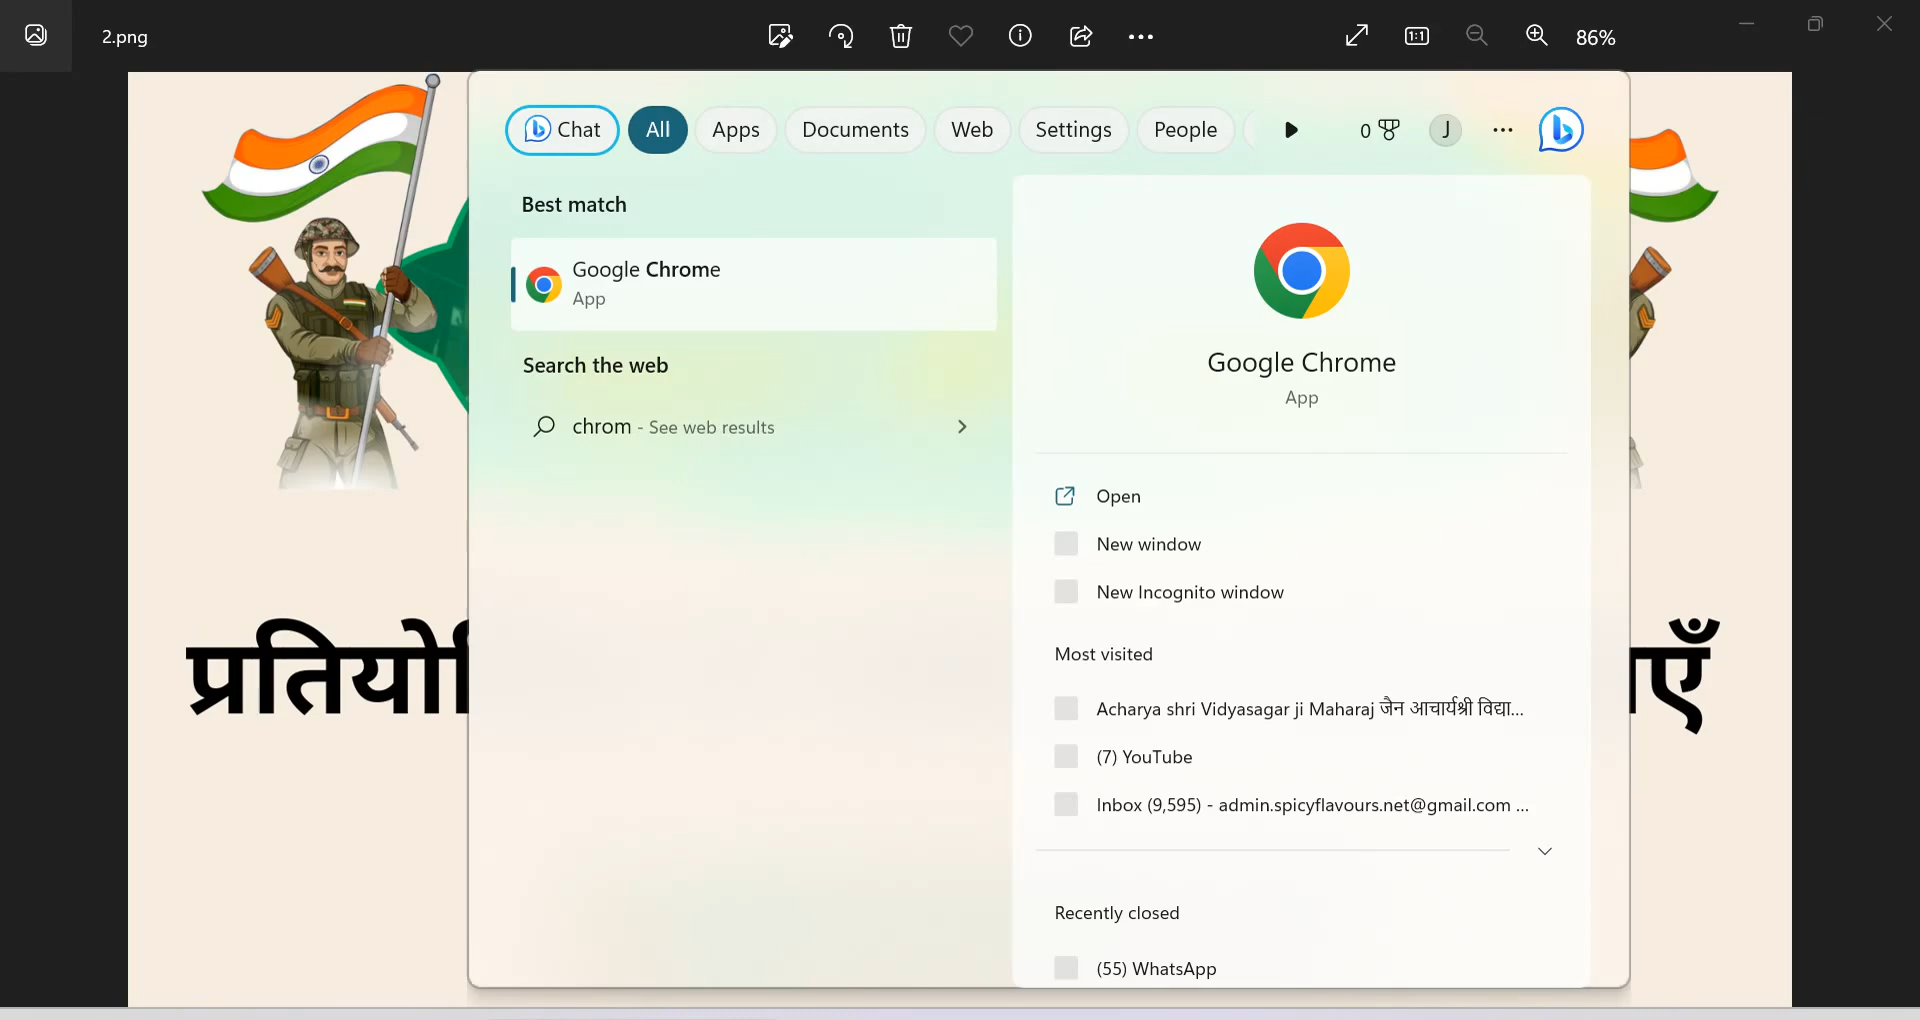 2.png
1:1
86%
Chat
All
Apps
Documents
Web
Settings
People
0
J
Best match
Google Chrome
App
Search the web
chrom - See web results
Google Chrome
App
Open
New window
New Incognito window
Most visited
Acharya shri Vidyasagar ji Maharaj जैन आचार्यश्री विद्या...
(7) YouTube
Inbox (9,595) - admin.spicyflavours.net@gmail.com ...
Recently closed
(55) WhatsApp